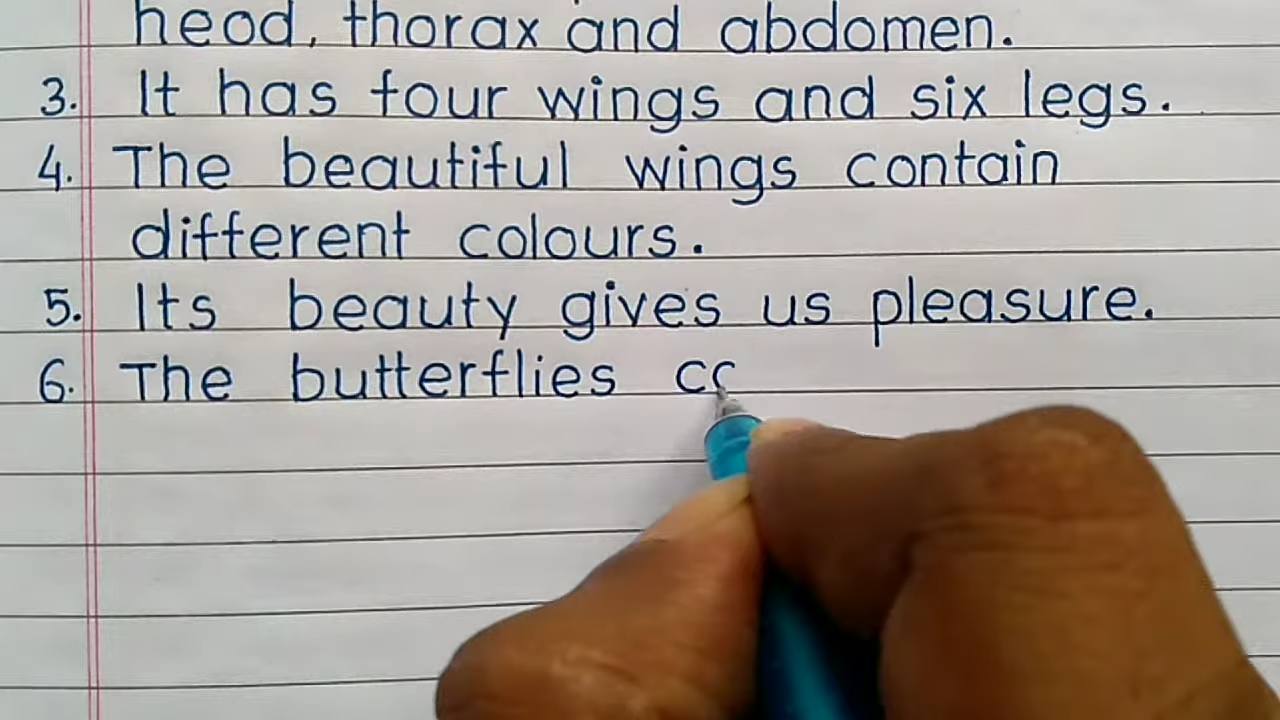 heod, thorax and abdomen.
3. It has four wings and six legs.
4. The beautiful wings contain
different colours.
5. Its beauty gives us pleasure.
6. The butterflies